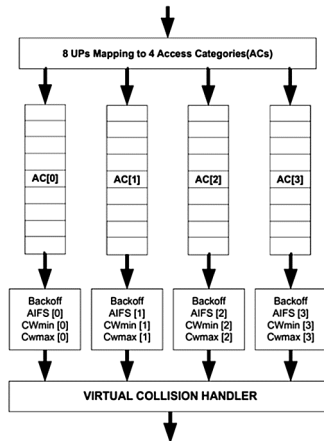 8 UPs Mapping to 4 Access Categories(ACs)
AC[0] AC[1] AC[2] AC[3]
Backoff Backoff Backoff Backoff
AIFS [0] AIFS [1] AIFS [2] AIFS [3]
CWmin [0] CWmin [1] CWmin [2] CWmin [3]
Cwmax [0] Cwmax [1] Cwmax [2] Cwmax [3]
VIRTUAL COLLISION HANDLER